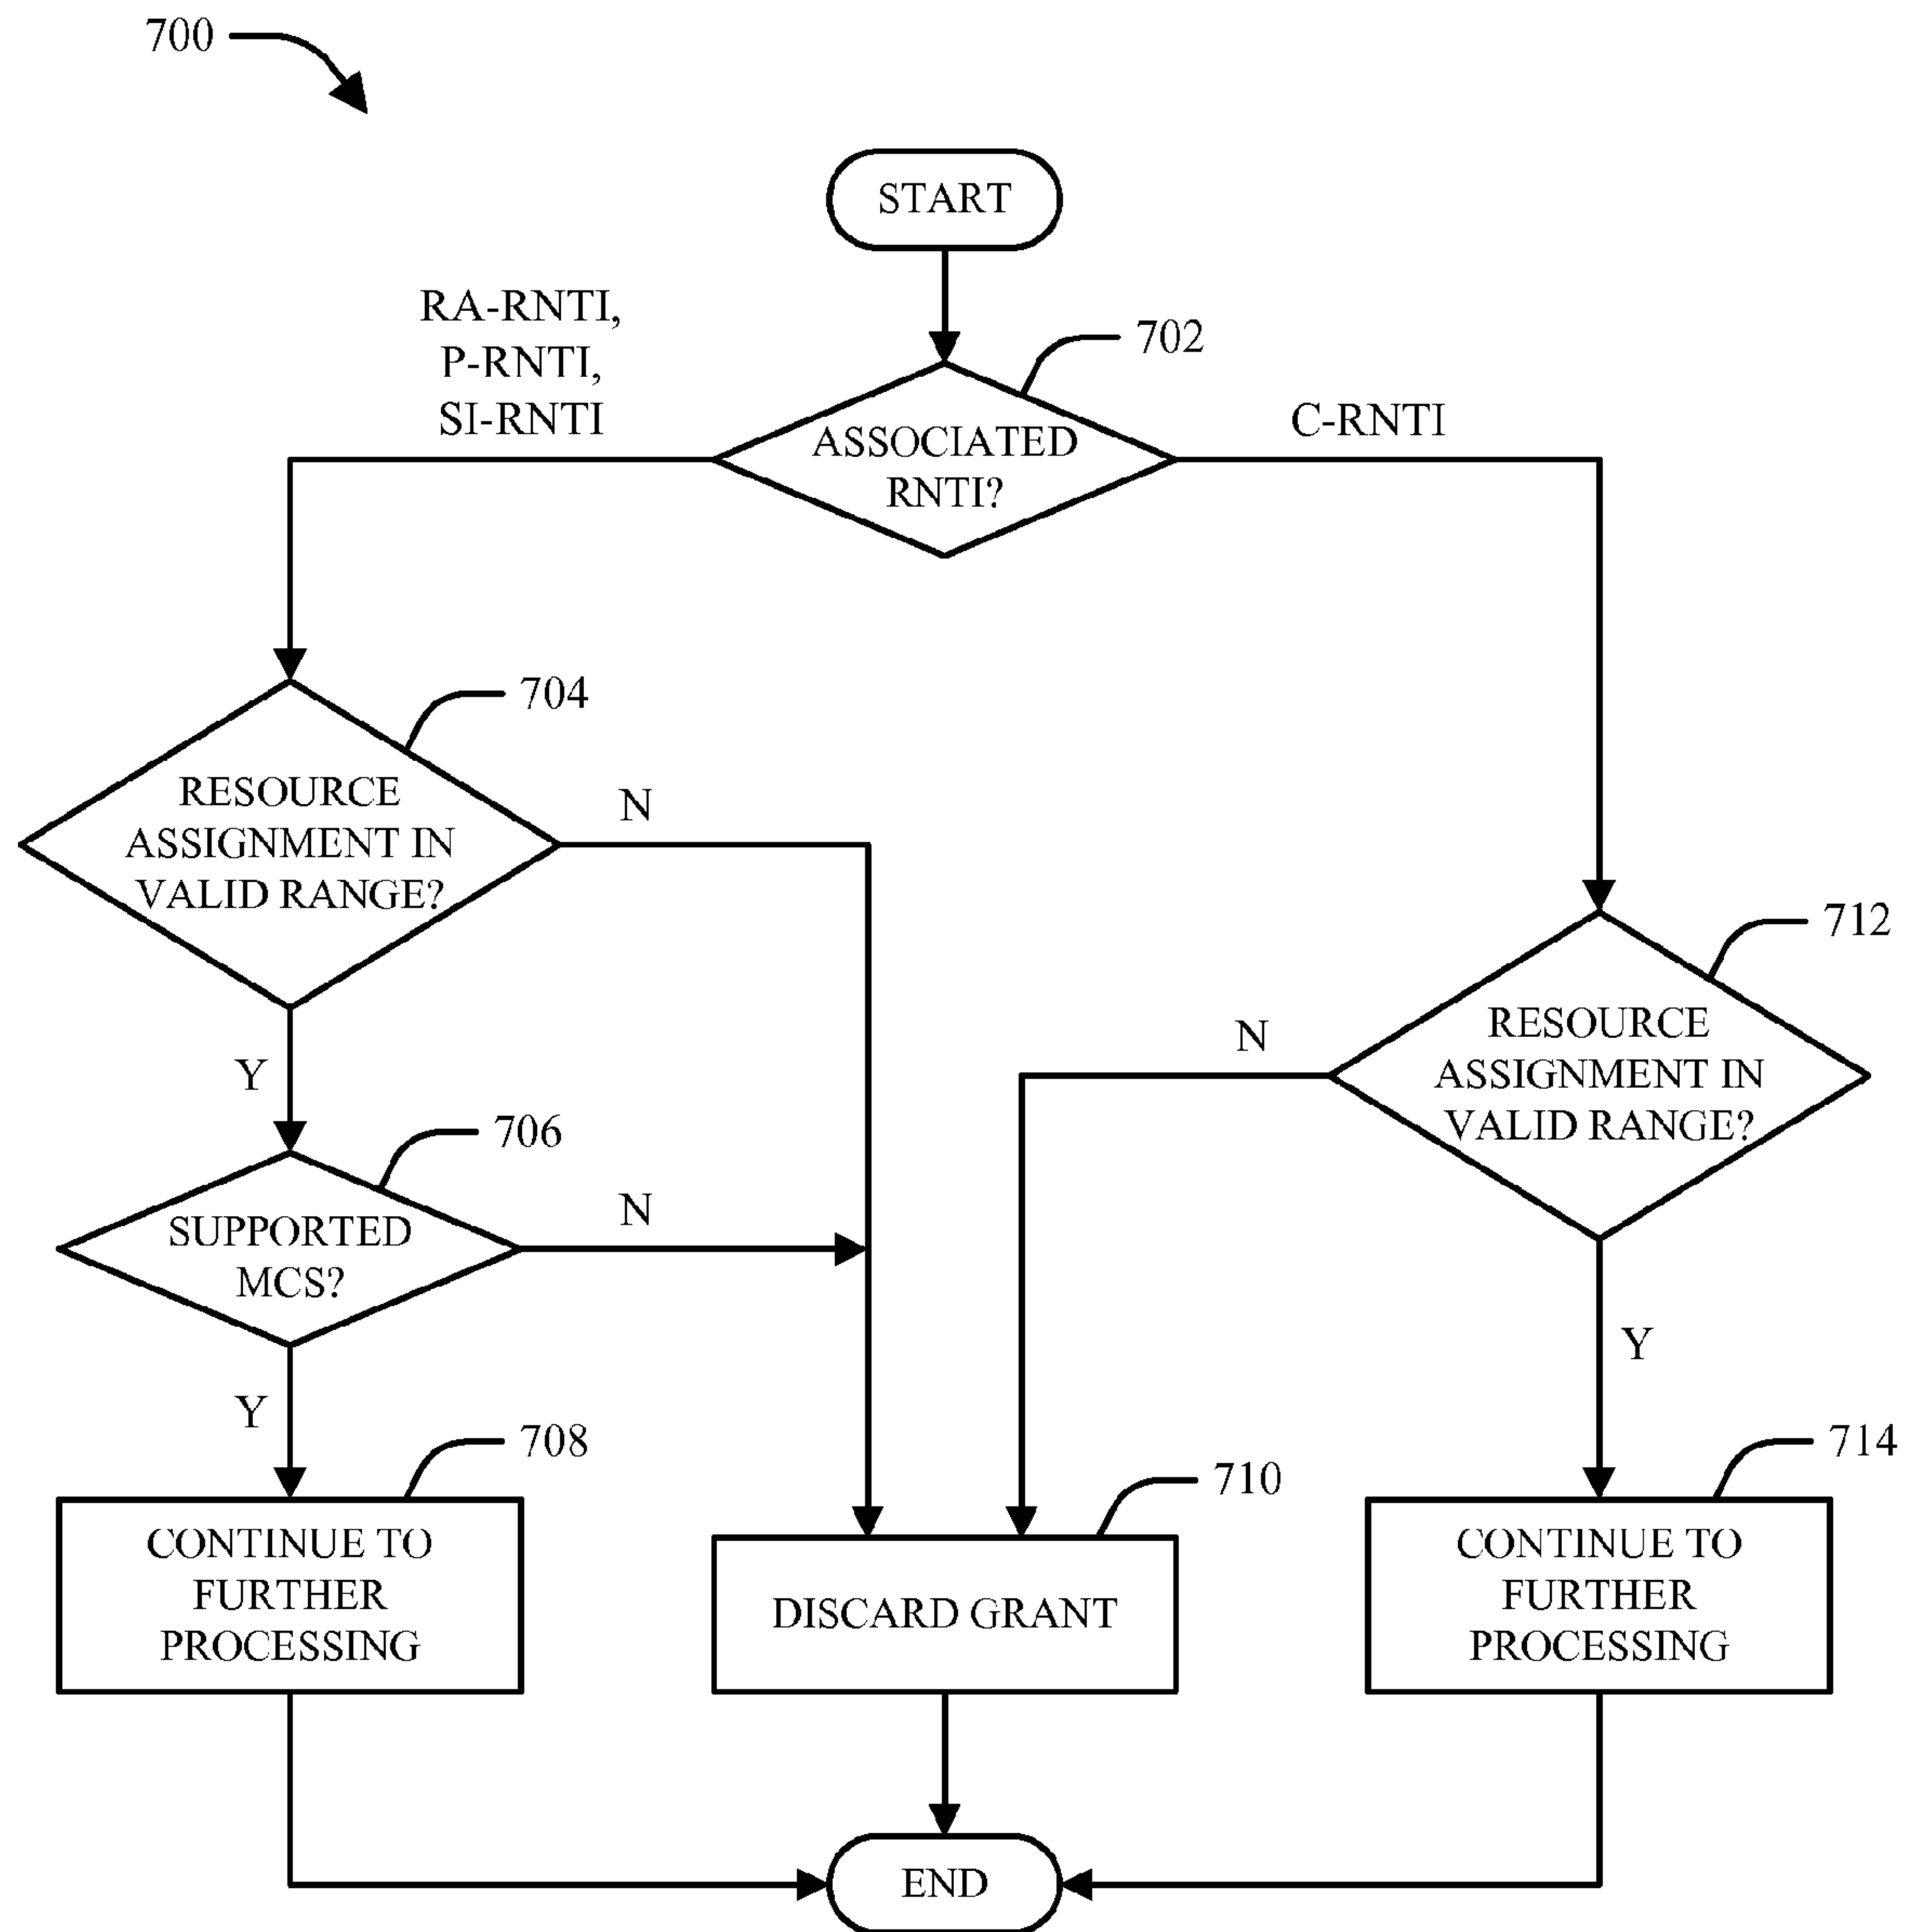 700
START
RA-RNTI,
P-RNTI,
SI-RNTI
702
C-RNTI
ASSOCIATED
RNTI?
704
RESOURCE
ASSIGNMENT IN
VALID RANGE?
N
712
RESOURCE
ASSIGNMENT IN
VALID RANGE?
N
Y
706
SUPPORTED
MCS?
N
Y
Y
708
CONTINUE TO
FURTHER
PROCESSING
710
DISCARD GRANT
714
CONTINUE TO
FURTHER
PROCESSING
END